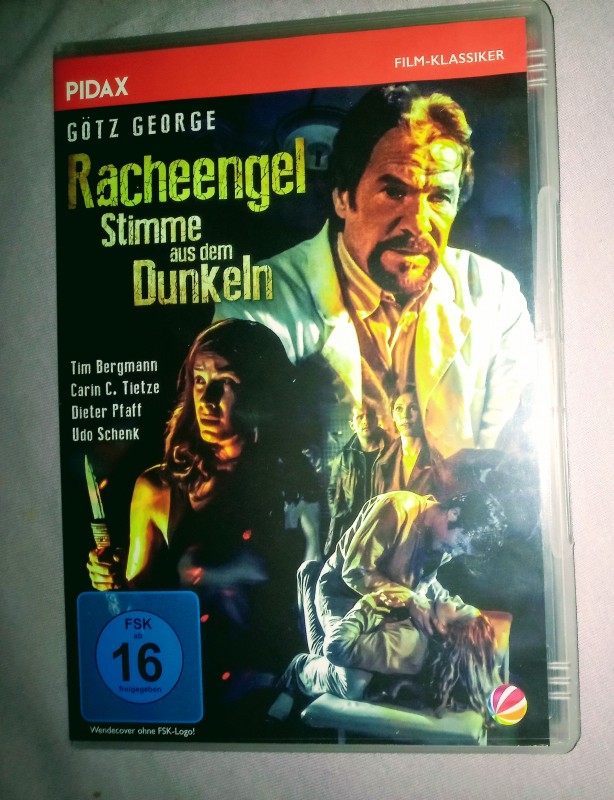 PIDAX
FILM-KLASSIKER
GÖTZ GEORGE
Racheengel
Stimme
aus dem
Dunkeln
Tim Bergmann
Carin C. Tietze
Dieter Pfaff
Udo Schenk
FSK
ab
16
freigegeben
Wendecover ohne FSK-Logo!